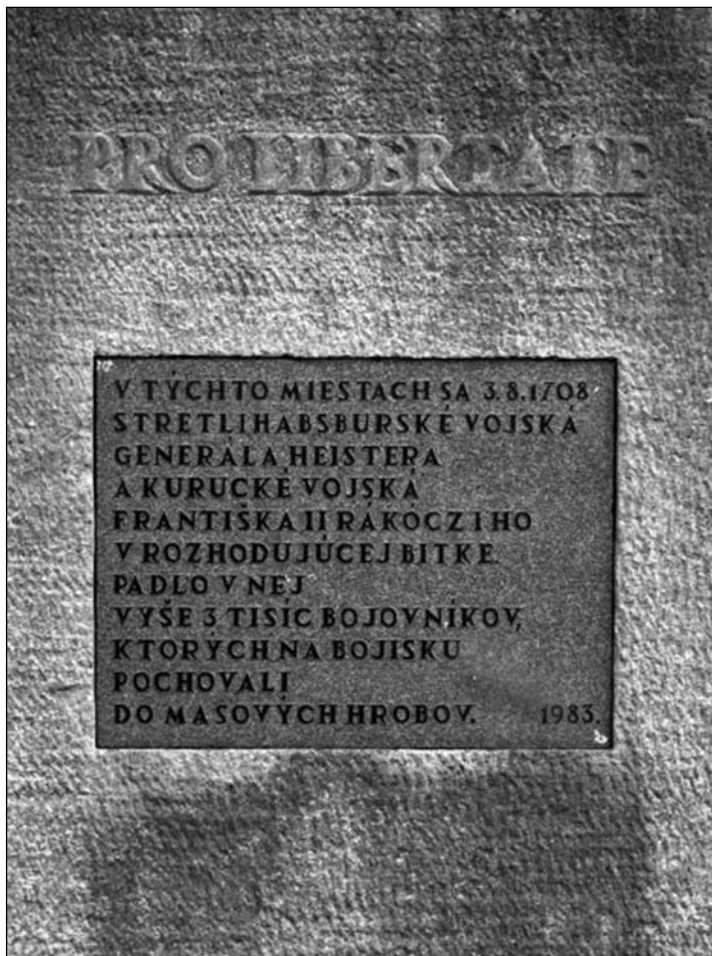 PRO LIBERTATE
V TÝCHTO MIESTACH SA 3.8.1708
STRETLI HABSBURSKÉ VOJSKÁ
GENERÁLA HEISTERA
A KURUCKÉ VOJSKÁ
FRANTIŠKA II RÁKÓCZIHO
V ROZHODUJÚCEJ BITKE.
PADLO V NEJ
VYŠE 3 TISÍC BOJOVNÍKOV,
KTORÝCH NA BOJISKU
POCHOVALI
DO MASOVÝCH HROBOV. 1983.